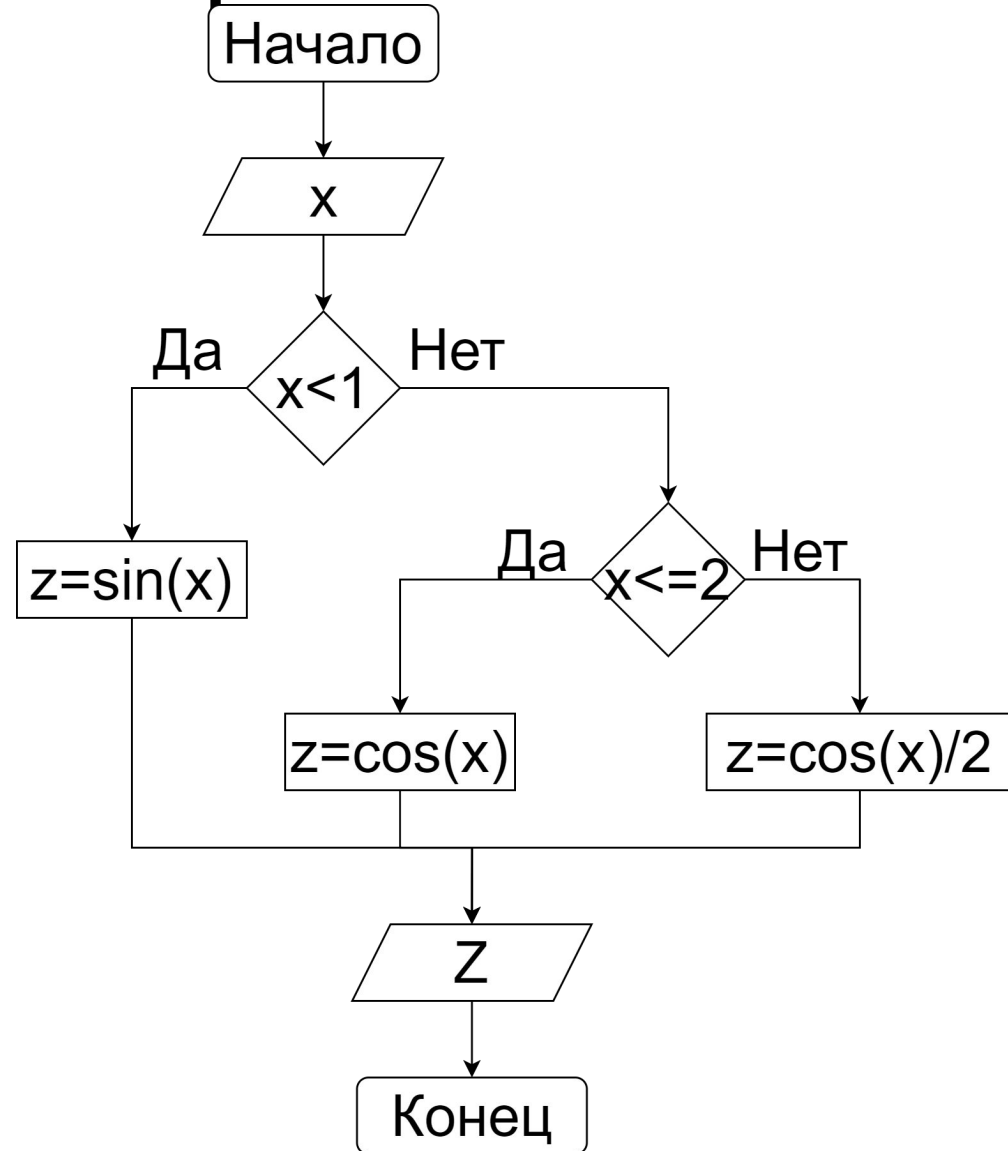 Начало
x
Да
Нет
x<1
Да
Нет
z=sin(x)
x<=2
z=cos(x)
z=cos(x)/2
Z
Конец